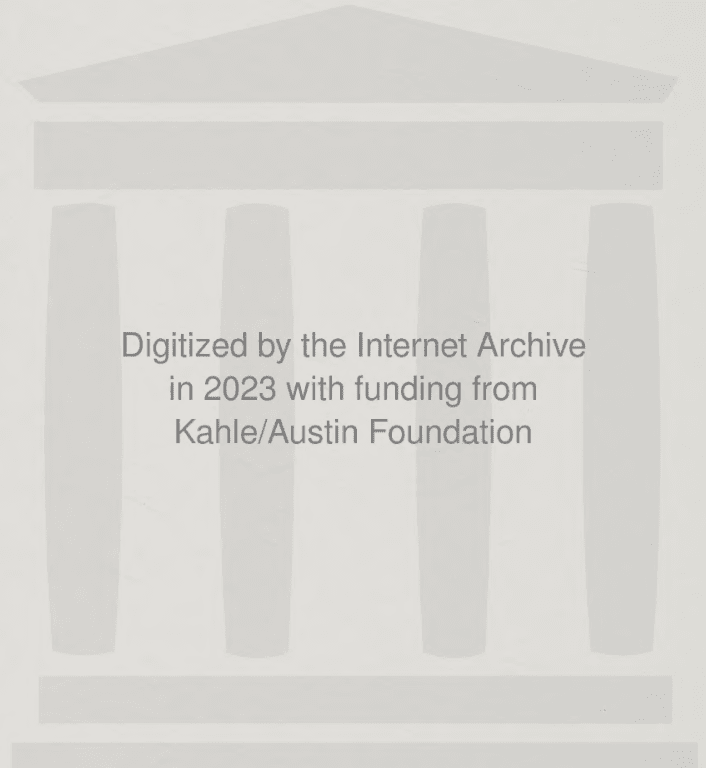 Digitized by the Internet Archive
in 2023 with funding from
Kahle/Austin Foundation